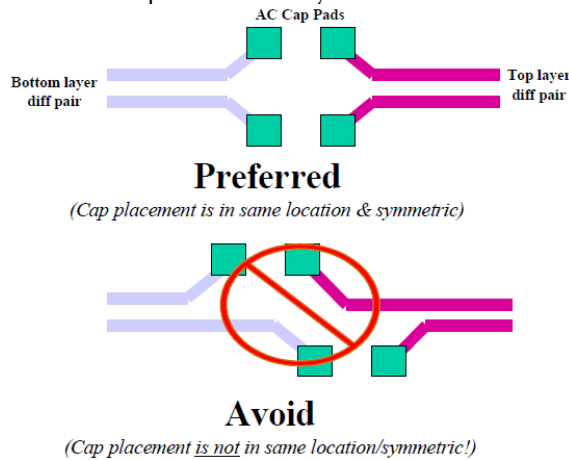 AC Cap Pads
Bottom layer
diff pair
Top layer
diff pair
Preferred
(Cap placement is in same location & symmetric)
Avoid
(Cap placement is not in same location/symmetric!)